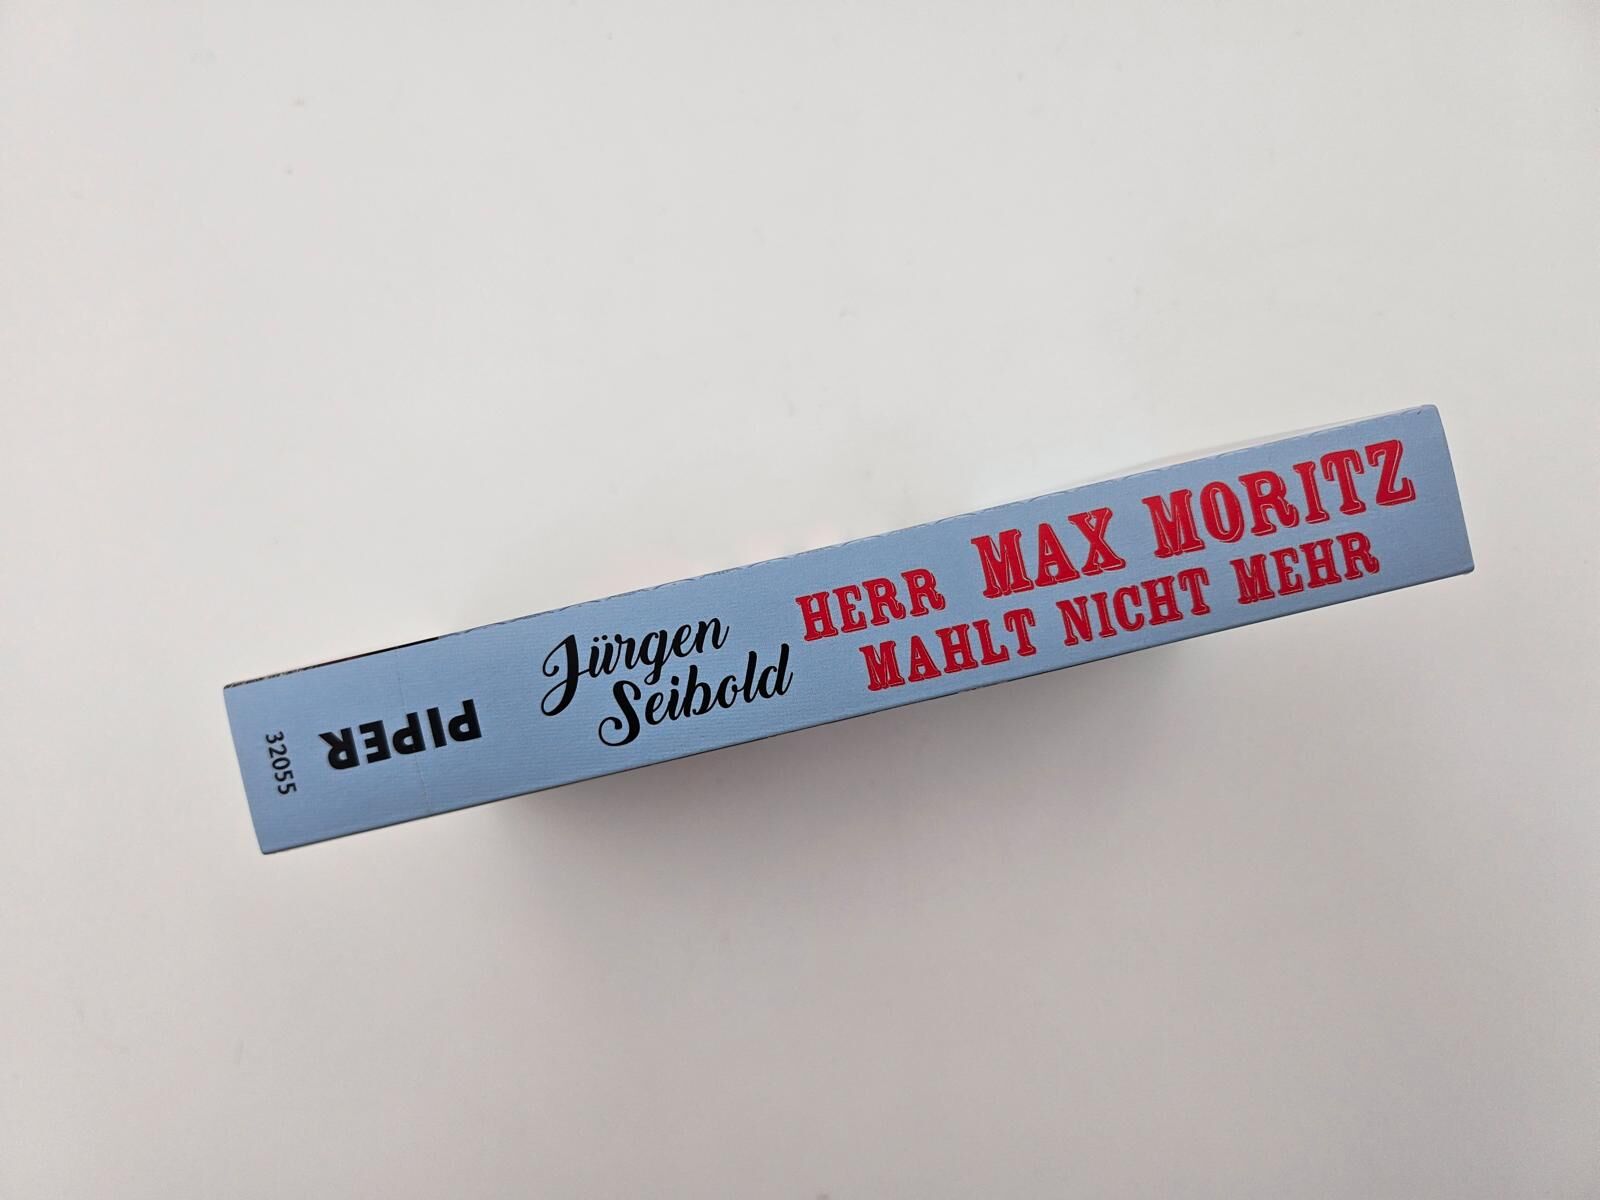 Jürgen
Seibold
HERR MAX MORITZ
MAHLT NICHT MEHR
PIPER
32055